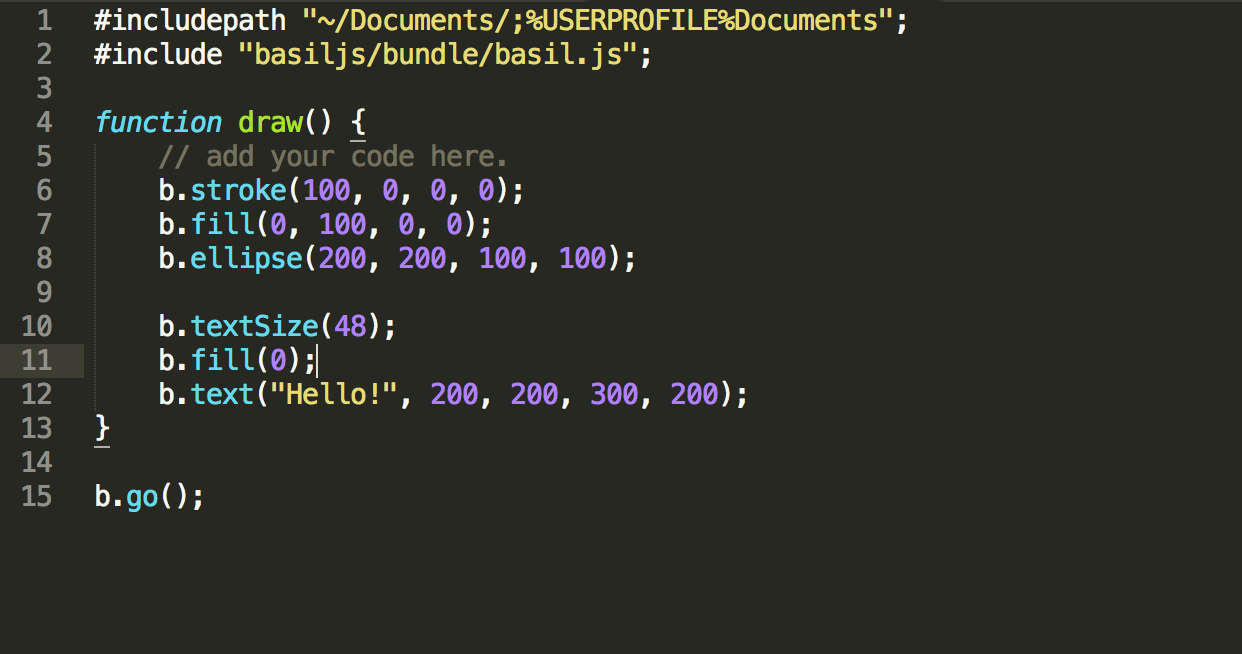 1 #includepath "~/Documents/;%USERPROFILE%Documents";
2 #include "basiljs/bundle/basil.js";
3
4 function draw() {
5     // add your code here.
6     b.stroke(100, 0, 0, 0);
7     b.fill(0, 100, 0, 0);
8     b.ellipse(200, 200, 100, 100);
9
10     b.textSize(48);
11     b.fill(0);
12     b.text("Hello!", 200, 200, 300, 200);
13 }
14
15 b.go();